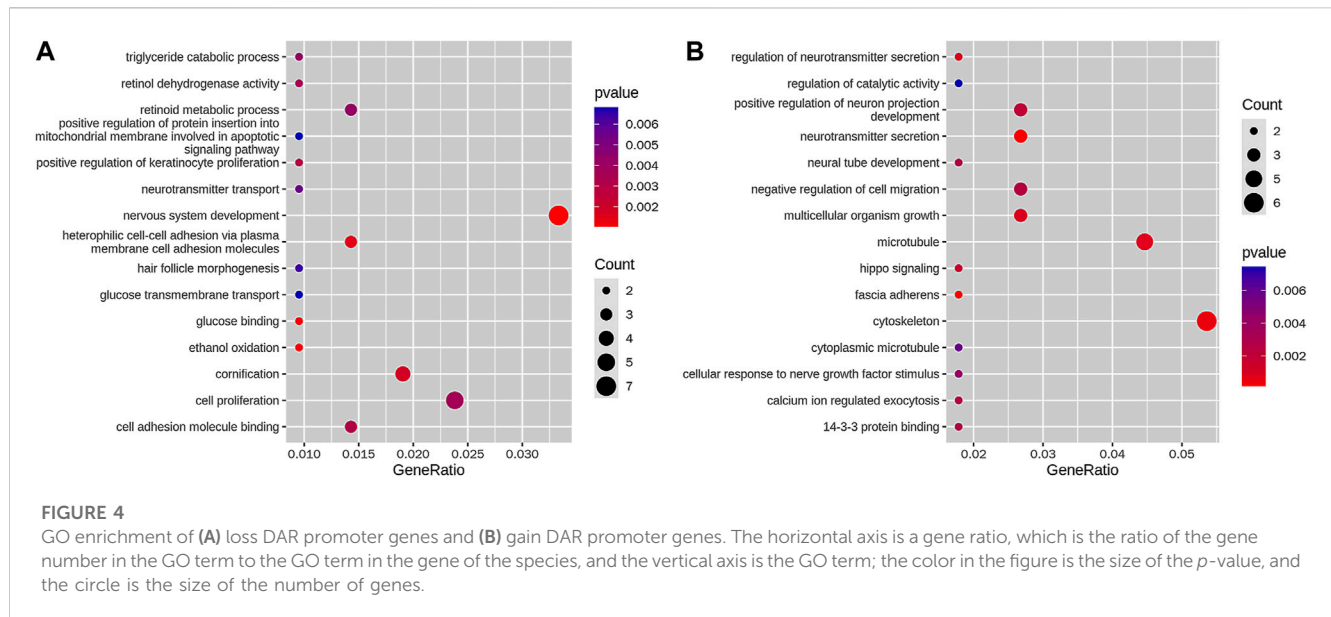 A
triglyceride catabolic process
retinol dehydrogenase activity
retinoid metabolic process
positive regulation of protein insertion into
mitochondrial membrane involved in apoptotic
signaling pathway
positive regulation of keratinocyte proliferation
neurotransmitter transport
nervous system development
heterophilic cell-cell adhesion via plasma
membrane cell adhesion molecules
hair follicle morphogenesis
glucose transmembrane transport
glucose binding
ethanol oxidation
cornification
cell proliferation
cell adhesion molecule binding
0.010 0.015 0.020 0.025 0.030
GeneRatio
pvalue
0.006
0.005
0.004
0.003
0.002
Count
2
3
4
5
7
B
regulation of neurotransmitter secretion
regulation of catalytic activity
positive regulation of neuron projection
development
neurotransmitter secretion
neural tube development
negative regulation of cell migration
multicellular organism growth
microtubule
hippo signaling
fascia adherens
cytoskeleton
cytoplasmic microtubule
cellular response to nerve growth factor stimulus
calcium ion regulated exocytosis
14-3-3 protein binding
0.02 0.03 0.04 0.05
GeneRatio
Count
2
3
5
6
pvalue
0.006
0.004
0.002
FIGURE 4
GO enrichment of (A) loss DAR promoter genes and (B) gain DAR promoter genes. The horizontal axis is a gene ratio, which is the ratio of the gene
number in the GO term to the GO term in the gene of the species, and the vertical axis is the GO term; the color in the figure is the size of the p-value, and
the circle is the size of the number of genes.